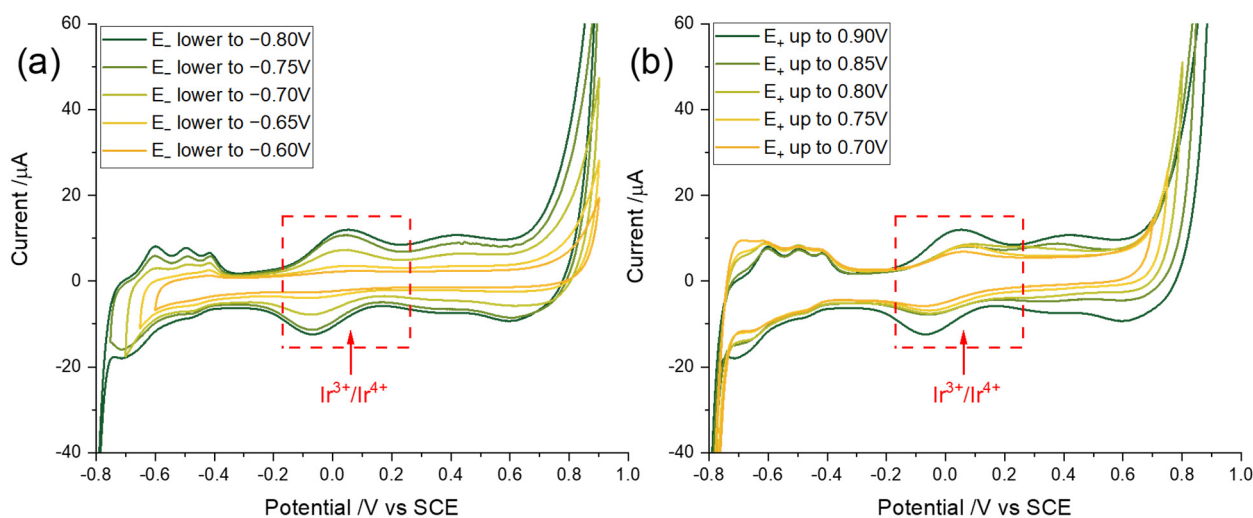 (a)
E₋ lower to −0.80V
E₋ lower to −0.75V
E₋ lower to −0.70V
E₋ lower to −0.65V
E₋ lower to −0.60V
Current /μA
60
40
20
0
-20
-40
Ir³⁺/Ir⁴⁺
-0.8 -0.6 -0.4 -0.2 0.0 0.2 0.4 0.6 0.8 1.0
Potential /V vs SCE
(b)
E₊ up to 0.90V
E₊ up to 0.85V
E₊ up to 0.80V
E₊ up to 0.75V
E₊ up to 0.70V
Current /μA
60
40
20
0
-20
-40
Ir³⁺/Ir⁴⁺
-0.8 -0.6 -0.4 -0.2 0.0 0.2 0.4 0.6 0.8 1.0
Potential /V vs SCE